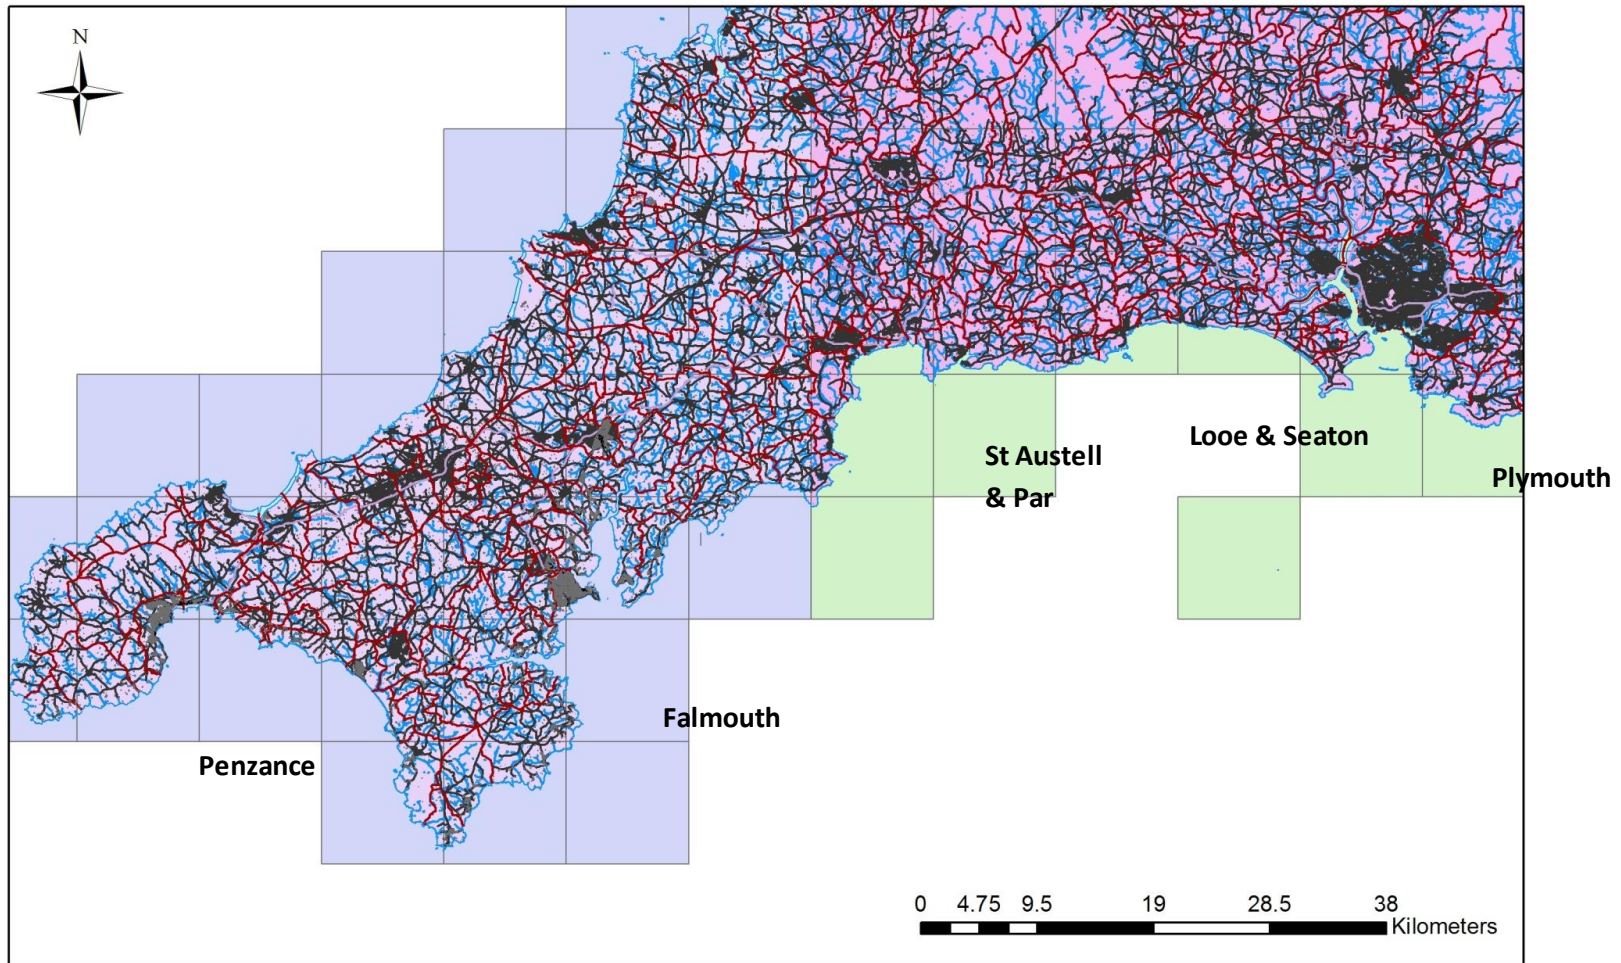 N
Looe & Seaton
St Austell
& Par
Plymouth
Falmouth
Penzance
0 4.75 9.5 19 28.5 38
Kilometers